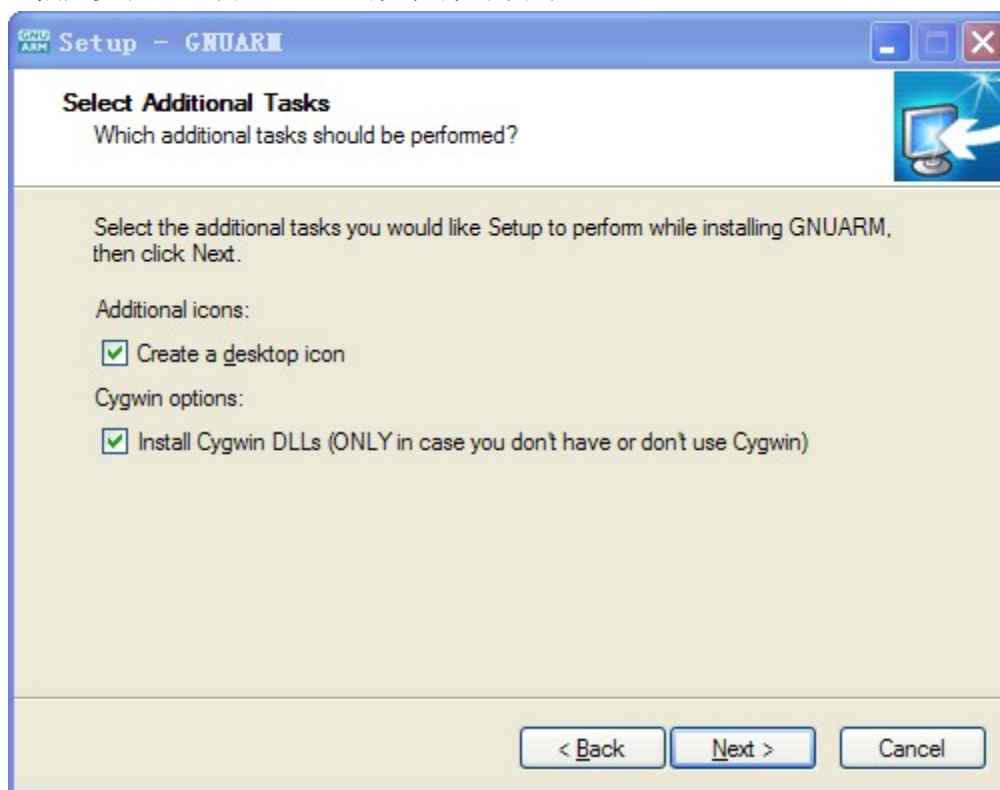 GNU ARM Setup - GNUARM
Select Additional Tasks
Which additional tasks should be performed?
Select the additional tasks you would like Setup to perform while installing GNUARM,
then click Next.
Additional icons:
Create a desktop icon
Cygwin options:
Install Cygwin DLLs (ONLY in case you don't have or don't use Cygwin)
< Back Next > Cancel